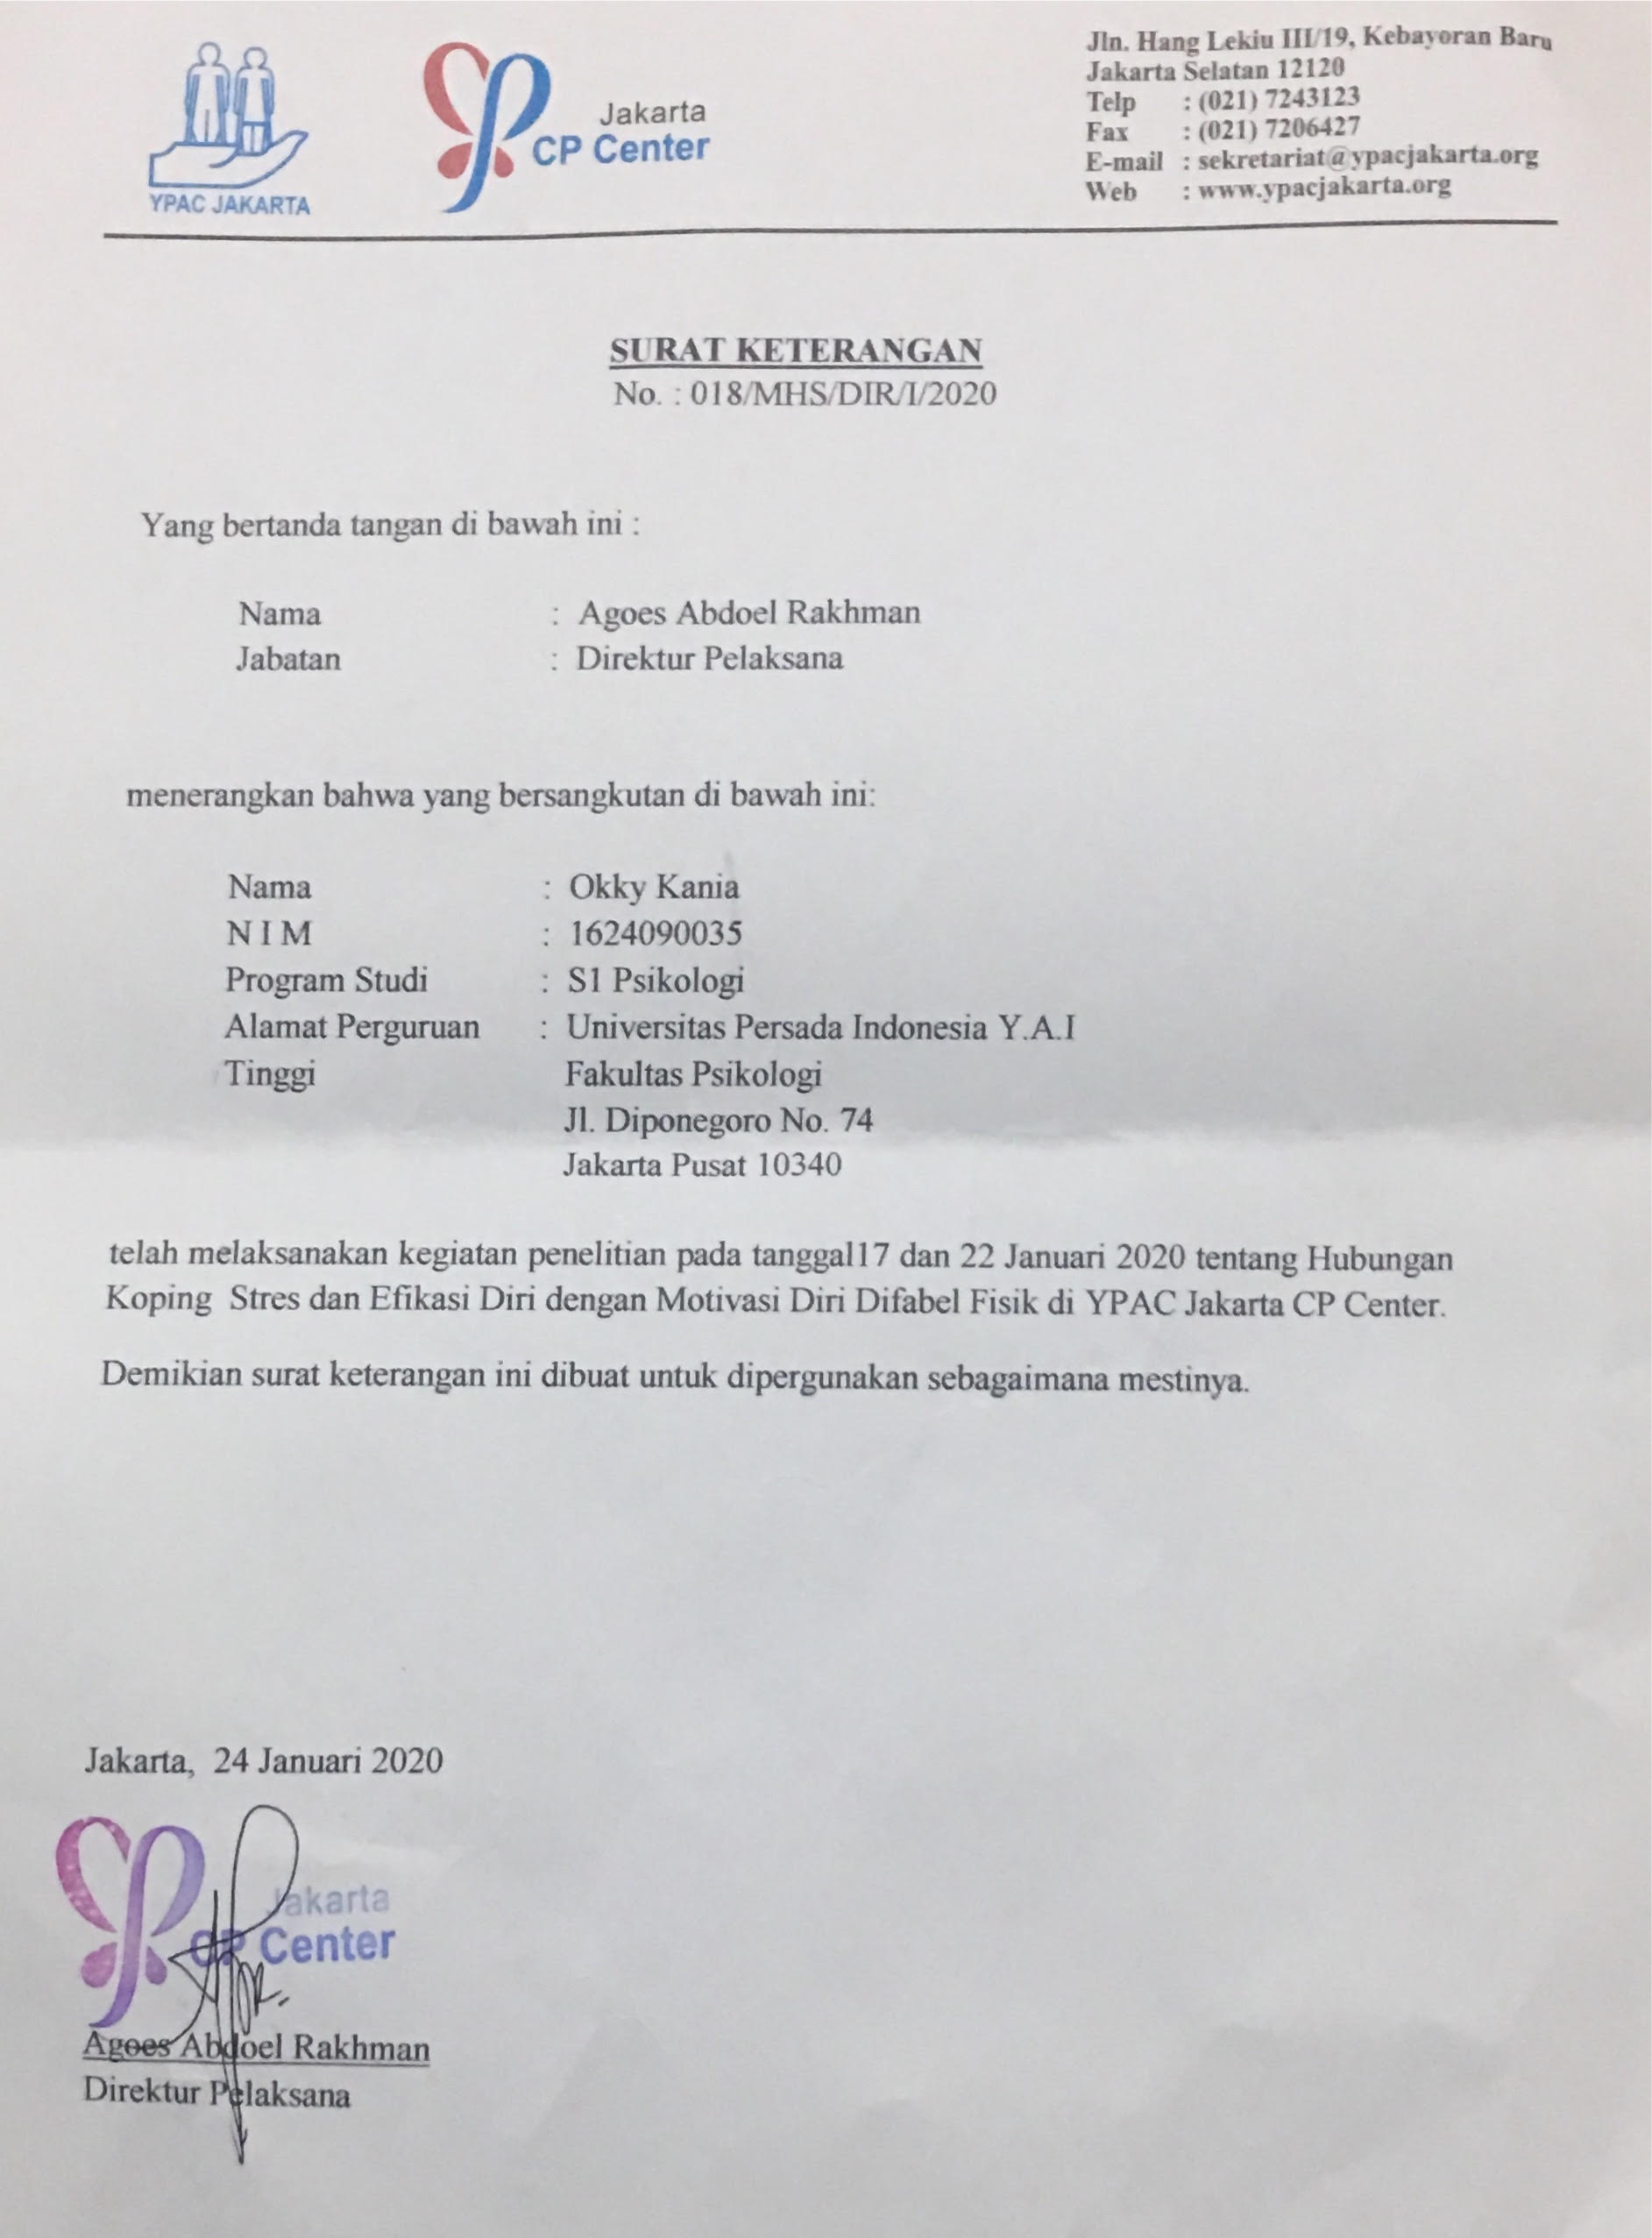 YPAC JAKARTA
Jakarta
CP Center
Jln. Hang Lekiu III/19, Kebayoran Baru
Jakarta Selatan 12120
Telp : (021) 7243123
Fax : (021) 7206427
E-mail : sekretariat@ypacjakarta.org
Web : www.ypacjakarta.org
SURAT KETERANGAN
No. : 018/MHS/DIR/I/2020
Yang bertanda tangan di bawah ini :
Nama : Agoes Abdoel Rakhman
Jabatan : Direktur Pelaksana
menerangkan bahwa yang bersangkutan di bawah ini:
Nama : Okky Kania
N I M : 1624090035
Program Studi : S1 Psikologi
Alamat Perguruan : Universitas Persada Indonesia Y.A.I
Tinggi Fakultas Psikologi
Jl. Diponegoro No. 74
Jakarta Pusat 10340
telah melaksanakan kegiatan penelitian pada tanggal17 dan 22 Januari 2020 tentang Hubungan
Koping Stres dan Efikasi Diri dengan Motivasi Diri Difabel Fisik di YPAC Jakarta CP Center.
Demikian surat keterangan ini dibuat untuk dipergunakan sebagaimana mestinya.
Jakarta, 24 Januari 2020
Jakarta
CP Center
Agoes Abdoel Rakhman
Direktur Pelaksana